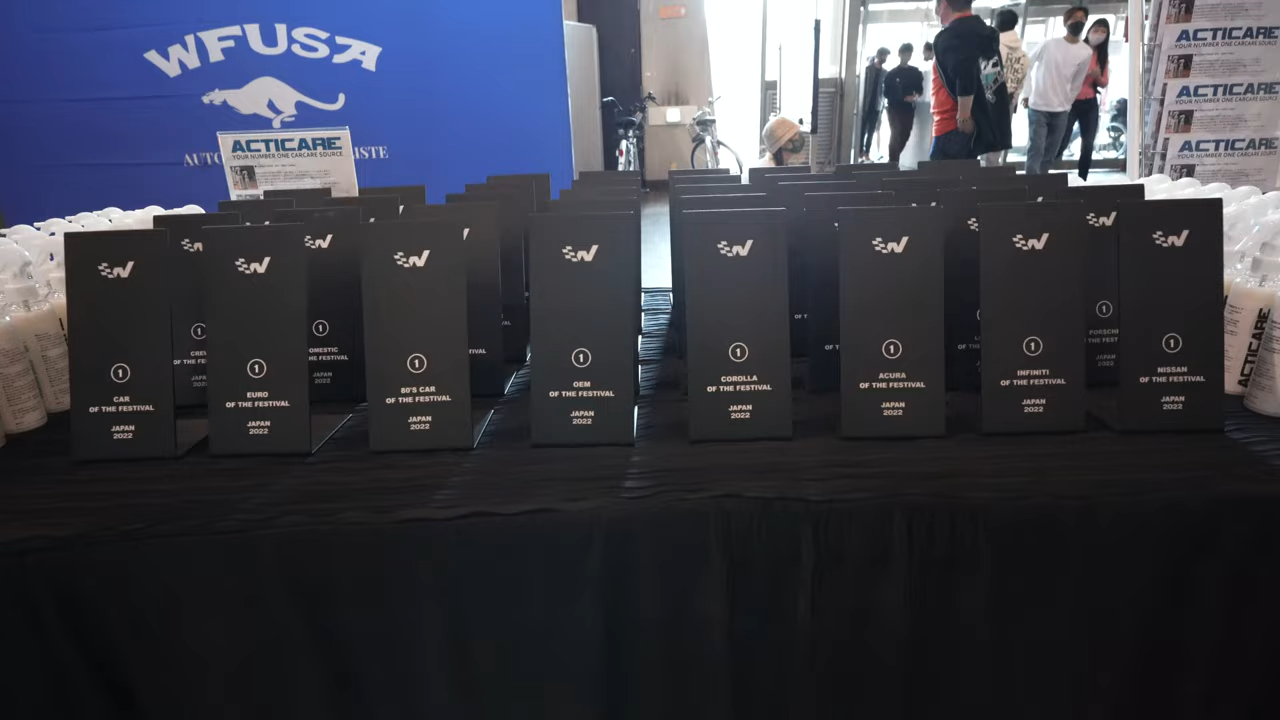 WFUSA
ACTICARE
YOUR NUMBER ONE CARCARE SOURCE
ACTICARE
YOUR NUMBER ONE CARCARE SOURCE
ACTICARE
YOUR NUMBER ONE CARCARE SOURCE
ACTICARE
YOUR NUMBER ONE CARCARE SOURCE
W
1
CAR
OF THE FESTIVAL
JAPAN
2022
W
1
EURO
OF THE FESTIVAL
JAPAN
2022
W
1
80'S CAR
OF THE FESTIVAL
JAPAN
2022
W
1
OEM
OF THE FESTIVAL
JAPAN
2022
W
1
COROLLA
OF THE FESTIVAL
JAPAN
2022
W
1
ACURA
OF THE FESTIVAL
JAPAN
2022
W
1
INFINITI
OF THE FESTIVAL
JAPAN
2022
W
1
NISSAN
OF THE FESTIVAL
JAPAN
2022
1
OF THE
1
HE FESTIVAL
JAPAN
2022
1
PORSCHE
JAPAN
2022
ACTICARE